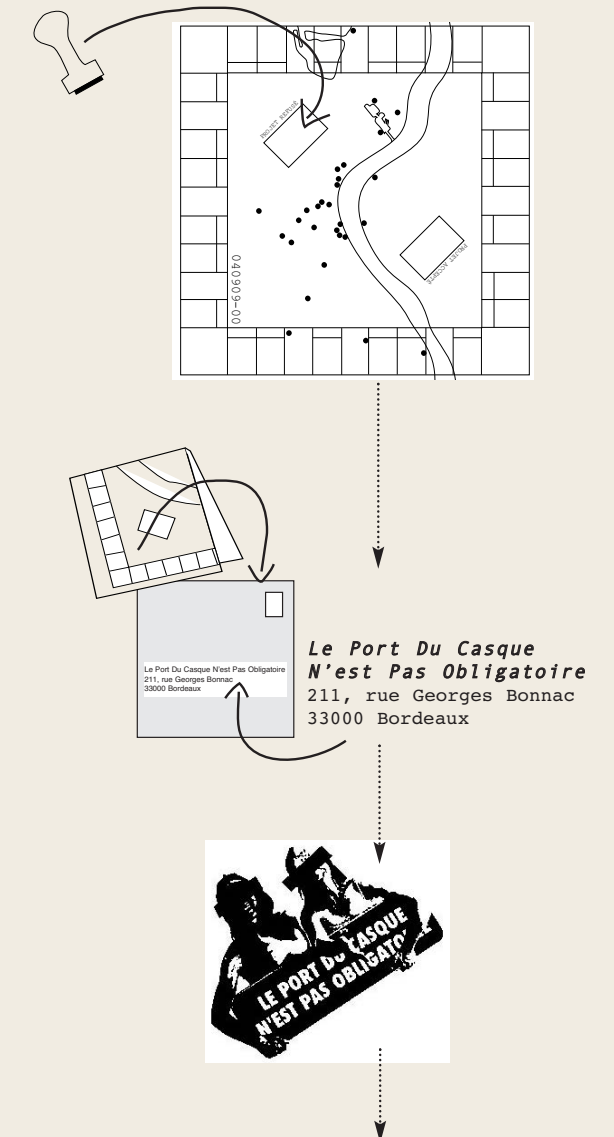 PROJET REFUSÉ
PROJET ACCEPTÉ
040909-00
Le Port Du Casque N'est Pas Obligatoire
211, rue Georges Bonnac
33000 Bordeaux
Le Port Du Casque
N'est Pas Obligatoire
211, rue Georges Bonnac
33000 Bordeaux
LE PORT DU CASQUE
N'EST PAS OBLIGATOIRE